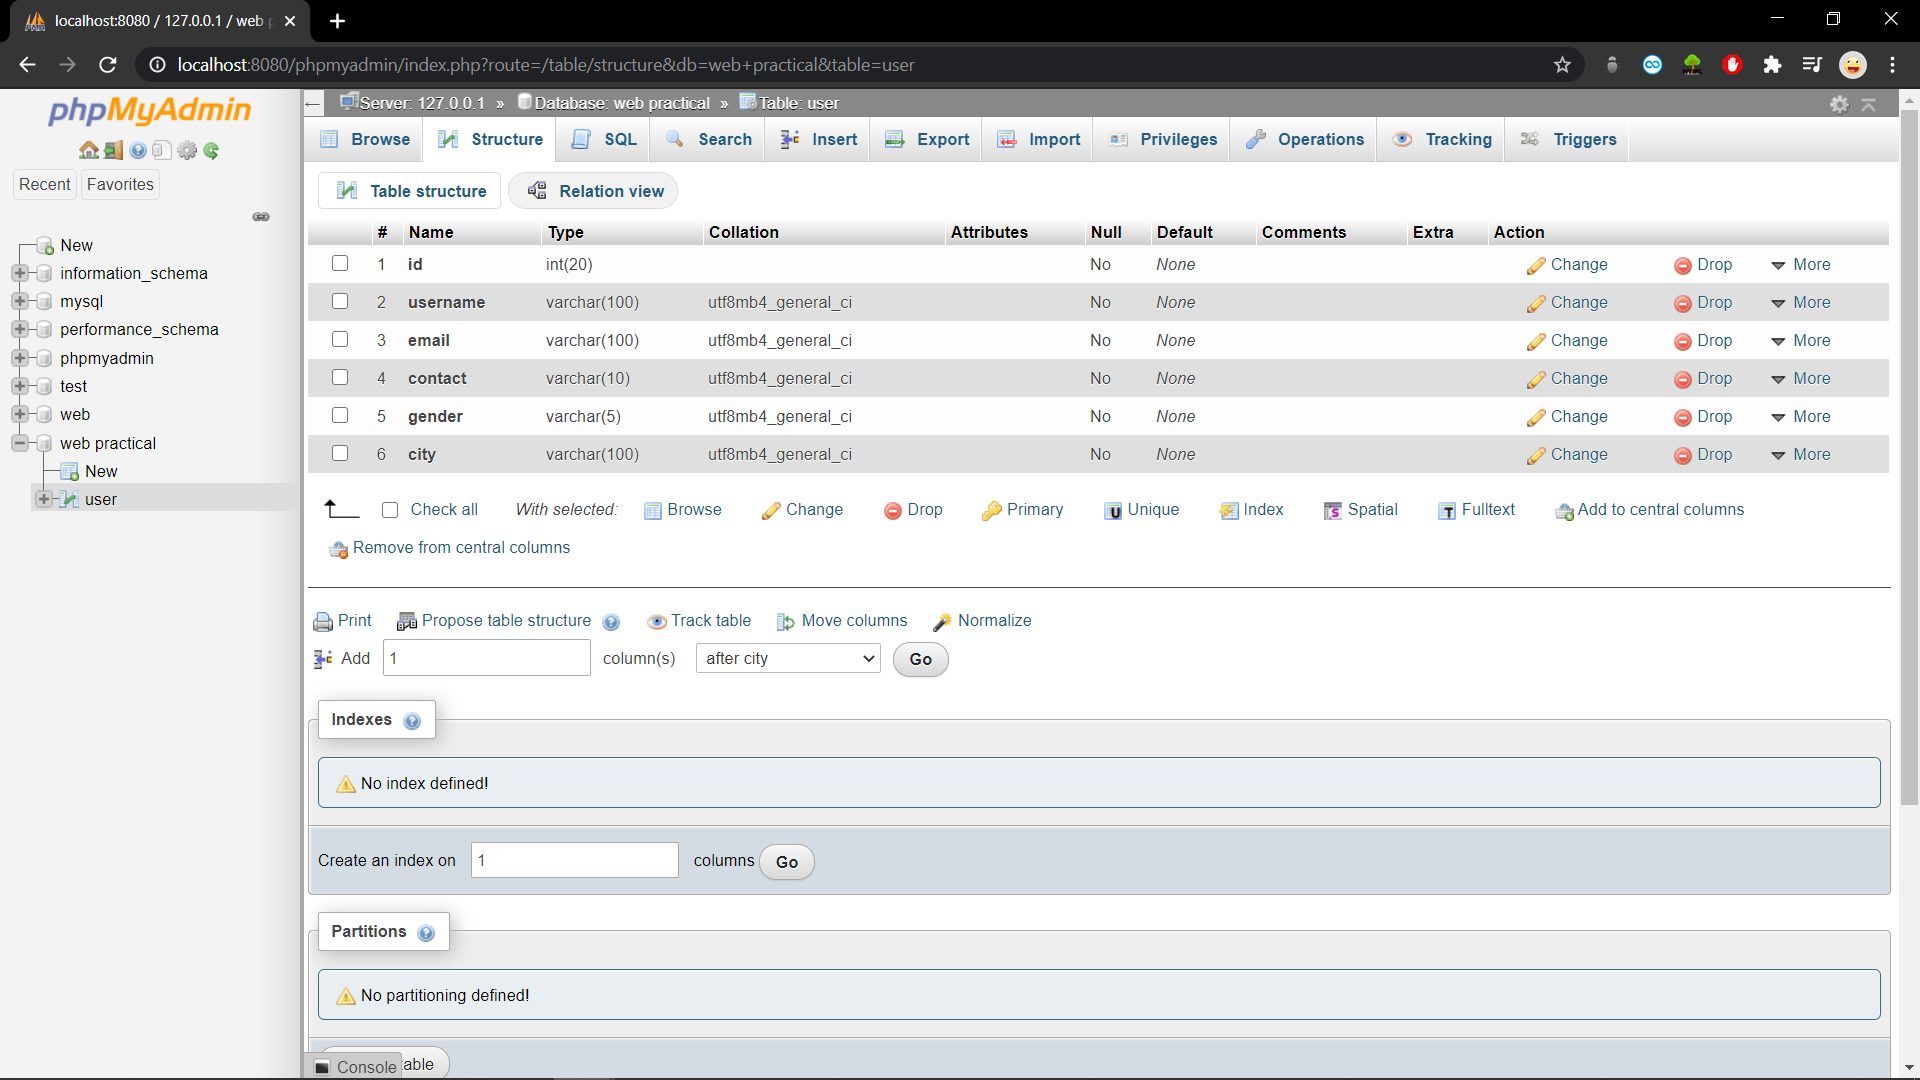 localhost:8080 / 127.0.0.1 / web p
localhost:8080/phpmyadmin/index.php?route=/table/structure&db=web+practical&table=user
phpMyAdmin
Recent Favorites
New
information_schema
mysql
performance_schema
phpmyadmin
test
web
web practical
New
user
Server: 127.0.0.1 » Database: web practical » Table: user
Browse Structure SQL Search Insert Export Import Privileges Operations Tracking Triggers
Table structure Relation view
# Name Type Collation Attributes Null Default Comments Extra Action
1 id int(20) No None Change Drop More
2 username varchar(100) utf8mb4_general_ci No None Change Drop More
3 email varchar(100) utf8mb4_general_ci No None Change Drop More
4 contact varchar(10) utf8mb4_general_ci No None Change Drop More
5 gender varchar(5) utf8mb4_general_ci No None Change Drop More
6 city varchar(100) utf8mb4_general_ci No None Change Drop More
Check all With selected: Browse Change Drop Primary Unique Index Spatial Fulltext Add to central columns
Remove from central columns
Print Propose table structure Track table Move columns Normalize
Add 1 column(s) after city Go
Indexes
No index defined!
Create an index on 1 columns Go
Partitions
No partitioning defined!
Console able